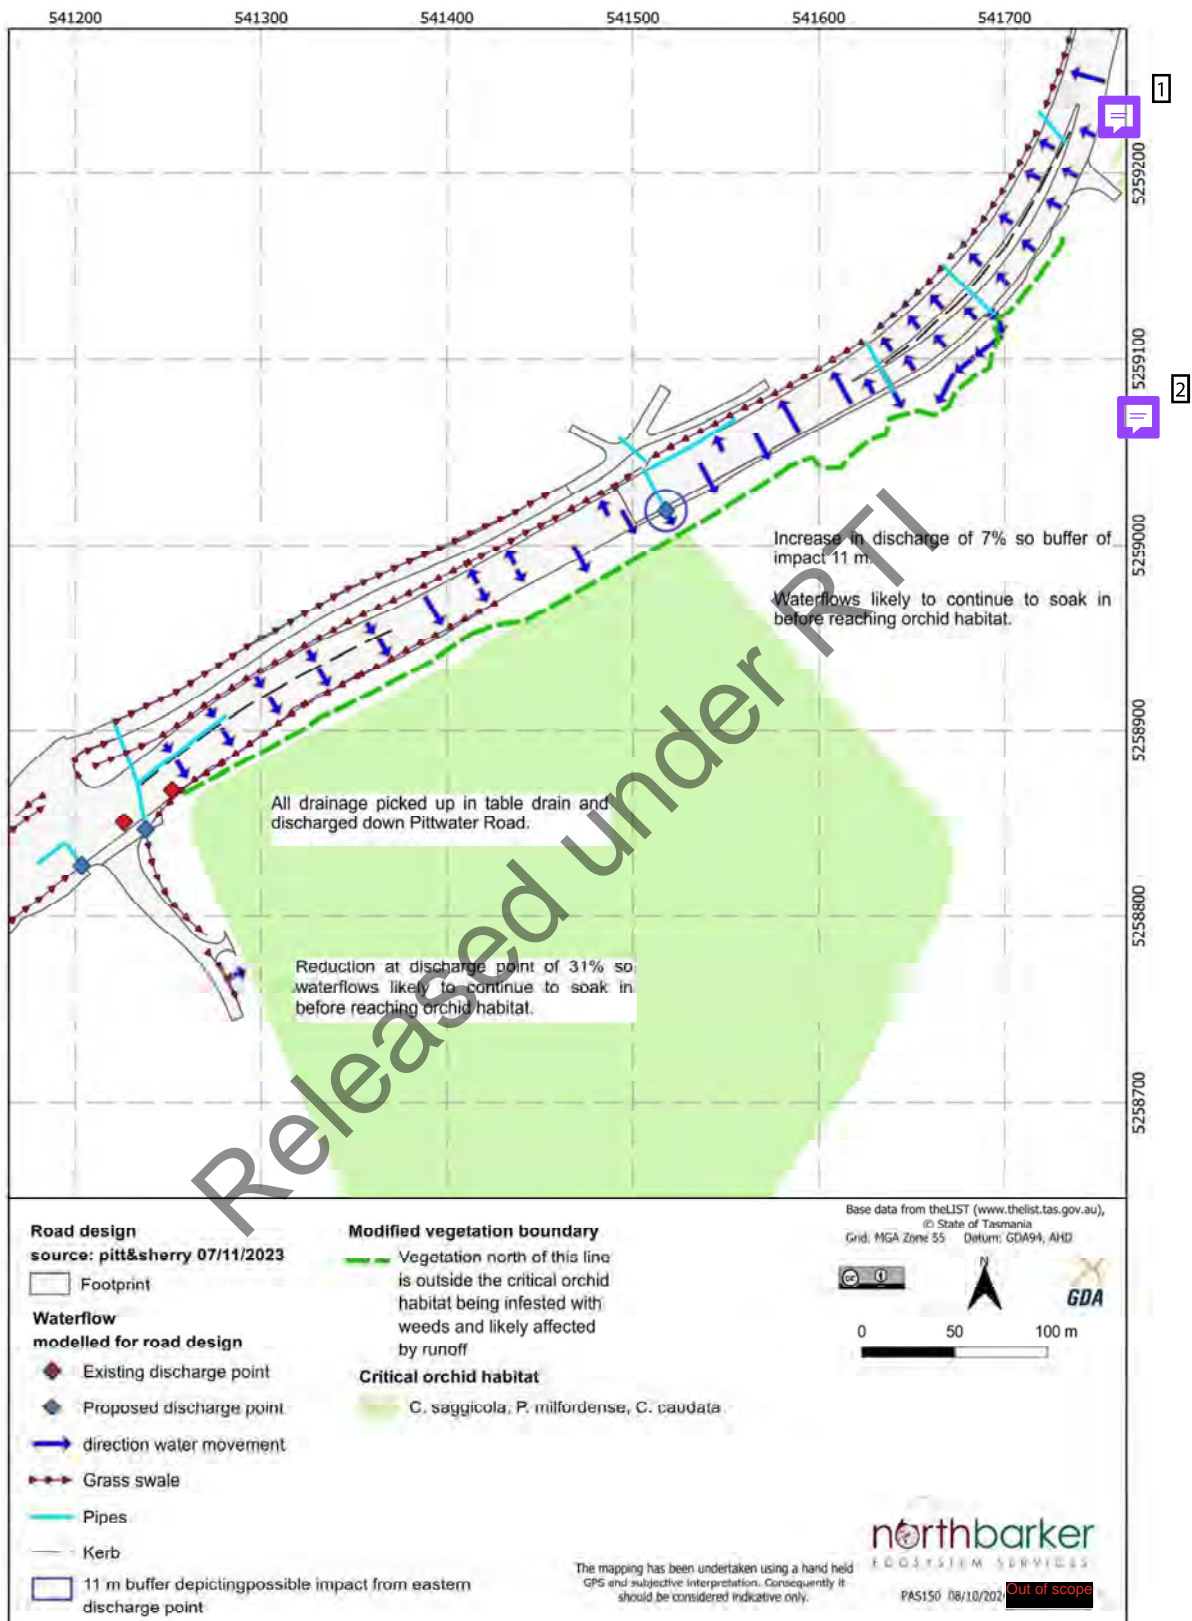 541200 541300 541400 541500 541600 541700
1
5259200
2
5259100
5259000
Increase in discharge of 7% so buffer of
impact 11 m.
Waterflows likely to continue to soak in
before reaching orchid habitat.
5258900
All drainage picked up in table drain and
discharged down Pittwater Road.
5258800
Reduction at discharge point of 31% so
waterflows likely to continue to soak in
before reaching orchid habitat.
5258700
Released under RTI
Road design
source: pitt&sherry 07/11/2023
Footprint
Waterflow
modelled for road design
Existing discharge point
Proposed discharge point
direction water movement
Grass swale
Pipes
Kerb
11 m buffer depictingpossible impact from eastern
discharge point
Modified vegetation boundary
Vegetation north of this line
is outside the critical orchid
habitat being infested with
weeds and likely affected
by runoff
Critical orchid habitat
C. saggicola, P. milfordense, C. caudata
Base data from theLIST (www.thelist.tas.gov.au),
© State of Tasmania
Grid: MGA Zone 55 Datum: GDA94, AHD
cc
N
GDA
0 50 100 m
northbarker
ECOSYSTEM SERVICES
The mapping has been undertaken using a hand held
GPS and subjective interpretation. Consequently it
should be considered indicative only.
PAS150 08/10/202
Out of scope